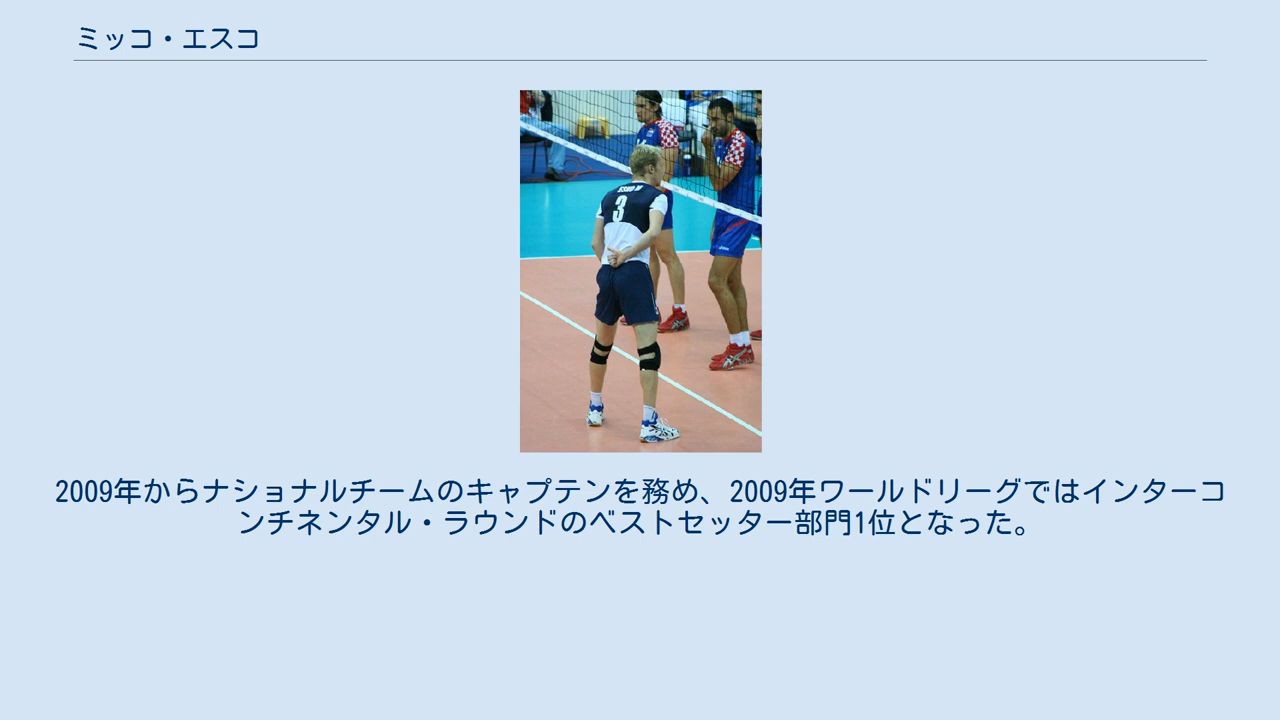 ミッコ・エスコ
ESKO M
3
2009年からナショナルチームのキャプテンを務め、2009年ワールドリーグではインターコ
ンチネンタル・ラウンドのベストセッター部門1位となった。